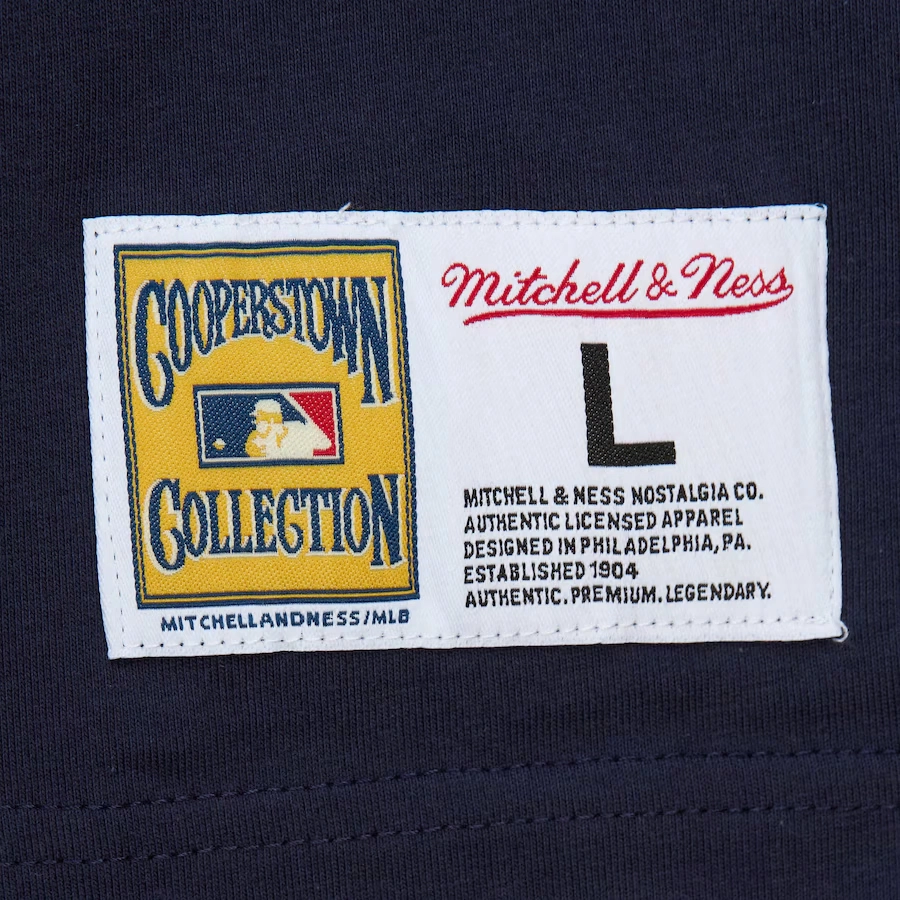 COOPERSTOWN
COLLECTION
MITCHELLANDNESS/MLB
Mitchell & Ness
L
MITCHELL & NESS NOSTALGIA CO.
AUTHENTIC LICENSED APPAREL
DESIGNED IN PHILADELPHIA, PA.
ESTABLISHED 1904
AUTHENTIC. PREMIUM. LEGENDARY.